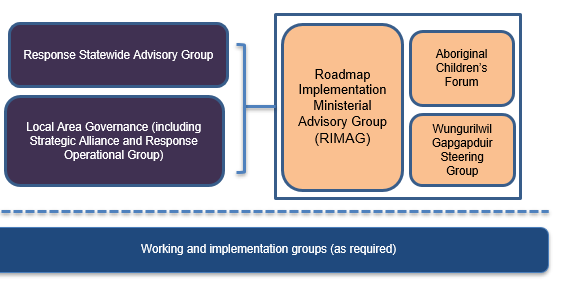 Response Statewide Advisory Group
Local Area Governance (including
Strategic Alliance and Response
Operational Group)
Roadmap
Implementation
Ministerial
Advisory Group
(RIMAG)
Aboriginal
Children's
Forum
Wungurilwil
Gapgapduir
Steering
Group
Working and implementation groups (as required)